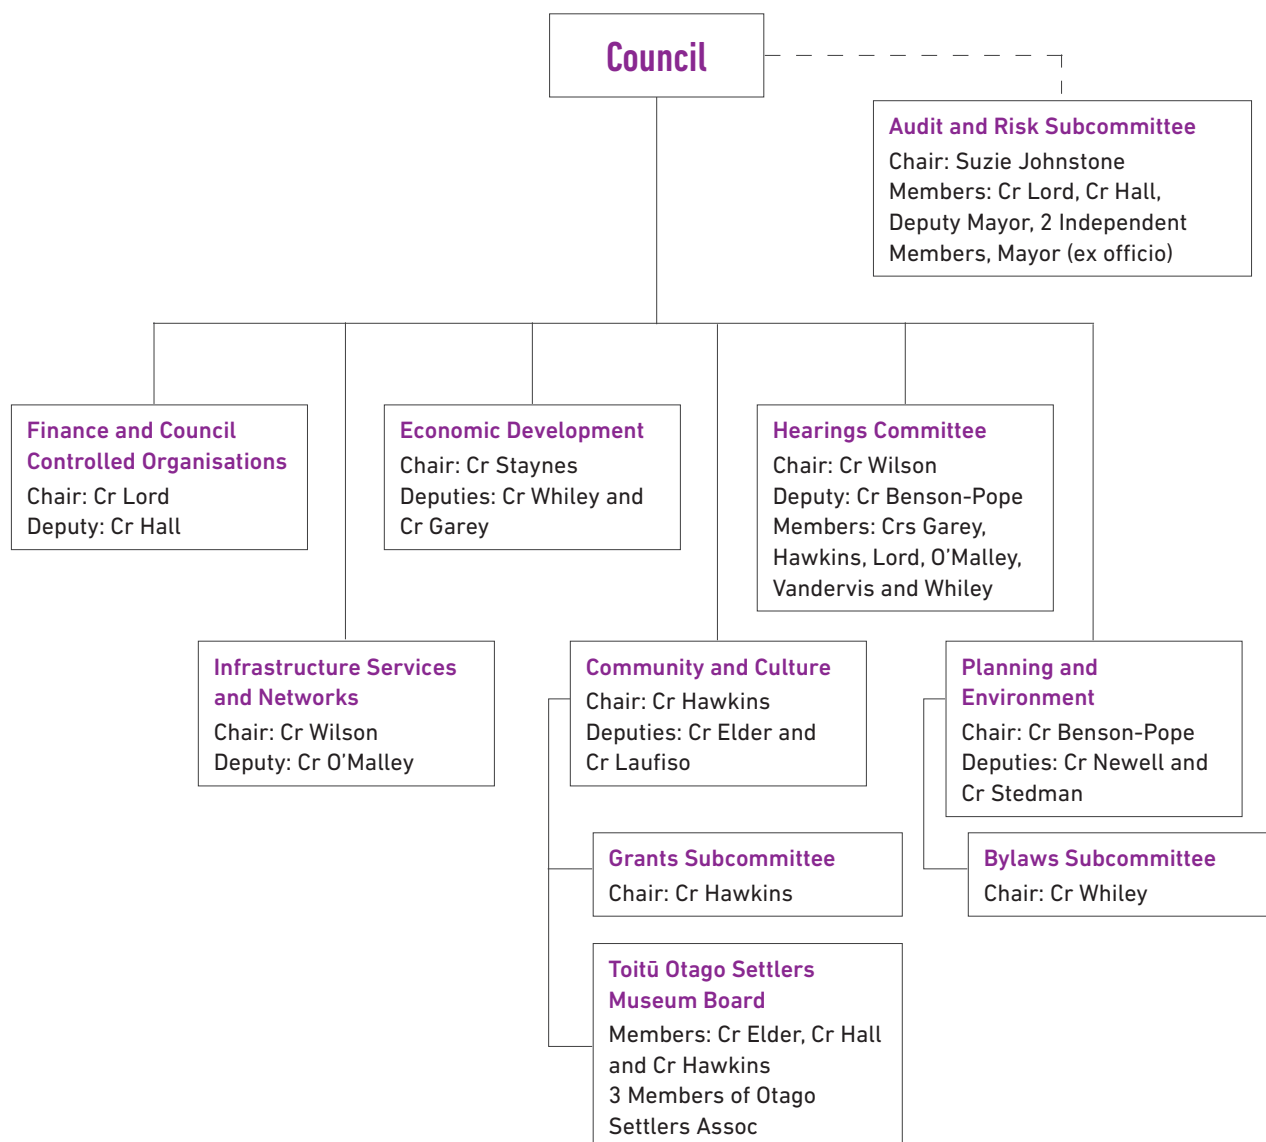 Council
Audit and Risk Subcommittee
Chair: Suzie Johnstone
Members: Cr Lord, Cr Hall,
Deputy Mayor, 2 Independent
Members, Mayor (ex officio)
Finance and Council
Controlled Organisations
Chair: Cr Lord
Deputy: Cr Hall
Economic Development
Chair: Cr Staynes
Deputies: Cr Whiley and
Cr Garey
Hearings Committee
Chair: Cr Wilson
Deputy: Cr Benson-Pope
Members: Crs Garey,
Hawkins, Lord, O’Malley,
Vandervis and Whiley
Infrastructure Services
and Networks
Chair: Cr Wilson
Deputy: Cr O’Malley
Community and Culture
Chair: Cr Hawkins
Deputies: Cr Elder and
Cr Laufiso
Planning and
Environment
Chair: Cr Benson-Pope
Deputies: Cr Newell and
Cr Stedman
Grants Subcommittee
Chair: Cr Hawkins
Bylaws Subcommittee
Chair: Cr Whiley
Toitū Otago Settlers
Museum Board
Members: Cr Elder, Cr Hall
and Cr Hawkins
3 Members of Otago
Settlers Assoc